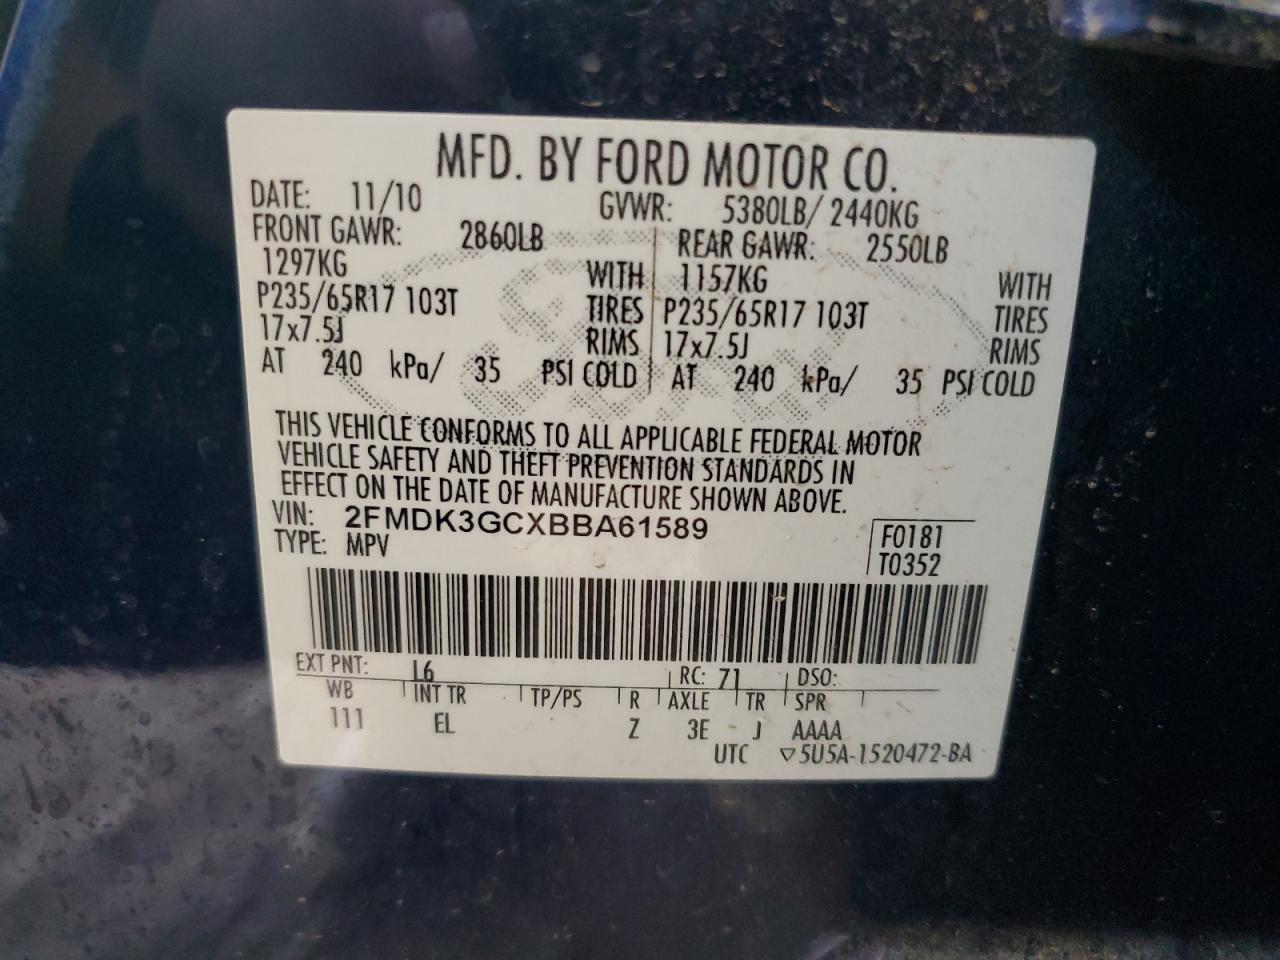 MFD. BY FORD MOTOR CO.
DATE: 11/10 GVWR: 5380LB/ 2440KG
FRONT GAWR: 2860LB REAR GAWR: 2550LB
1297KG WITH 1157KG WITH
P235/65R17 103T TIRES P235/65R17 103T TIRES
17x7.5J RIMS 17x7.5J RIMS
AT 240 kPa/ 35 PSI COLD AT 240 kPa/ 35 PSI COLD
THIS VEHICLE CONFORMS TO ALL APPLICABLE FEDERAL MOTOR
VEHICLE SAFETY AND THEFT PREVENTION STANDARDS IN
EFFECT ON THE DATE OF MANUFACTURE SHOWN ABOVE.
VIN: 2FMDK3GCXBBA61589
TYPE: MPV
F0181
T0352
EXT PNT: L6 RC: 71 DSO:
WB INT TR TP/PS R AXLE TR SPR
111 EL Z 3E J AAAA
UTC ▽5U5A-1520472-BA